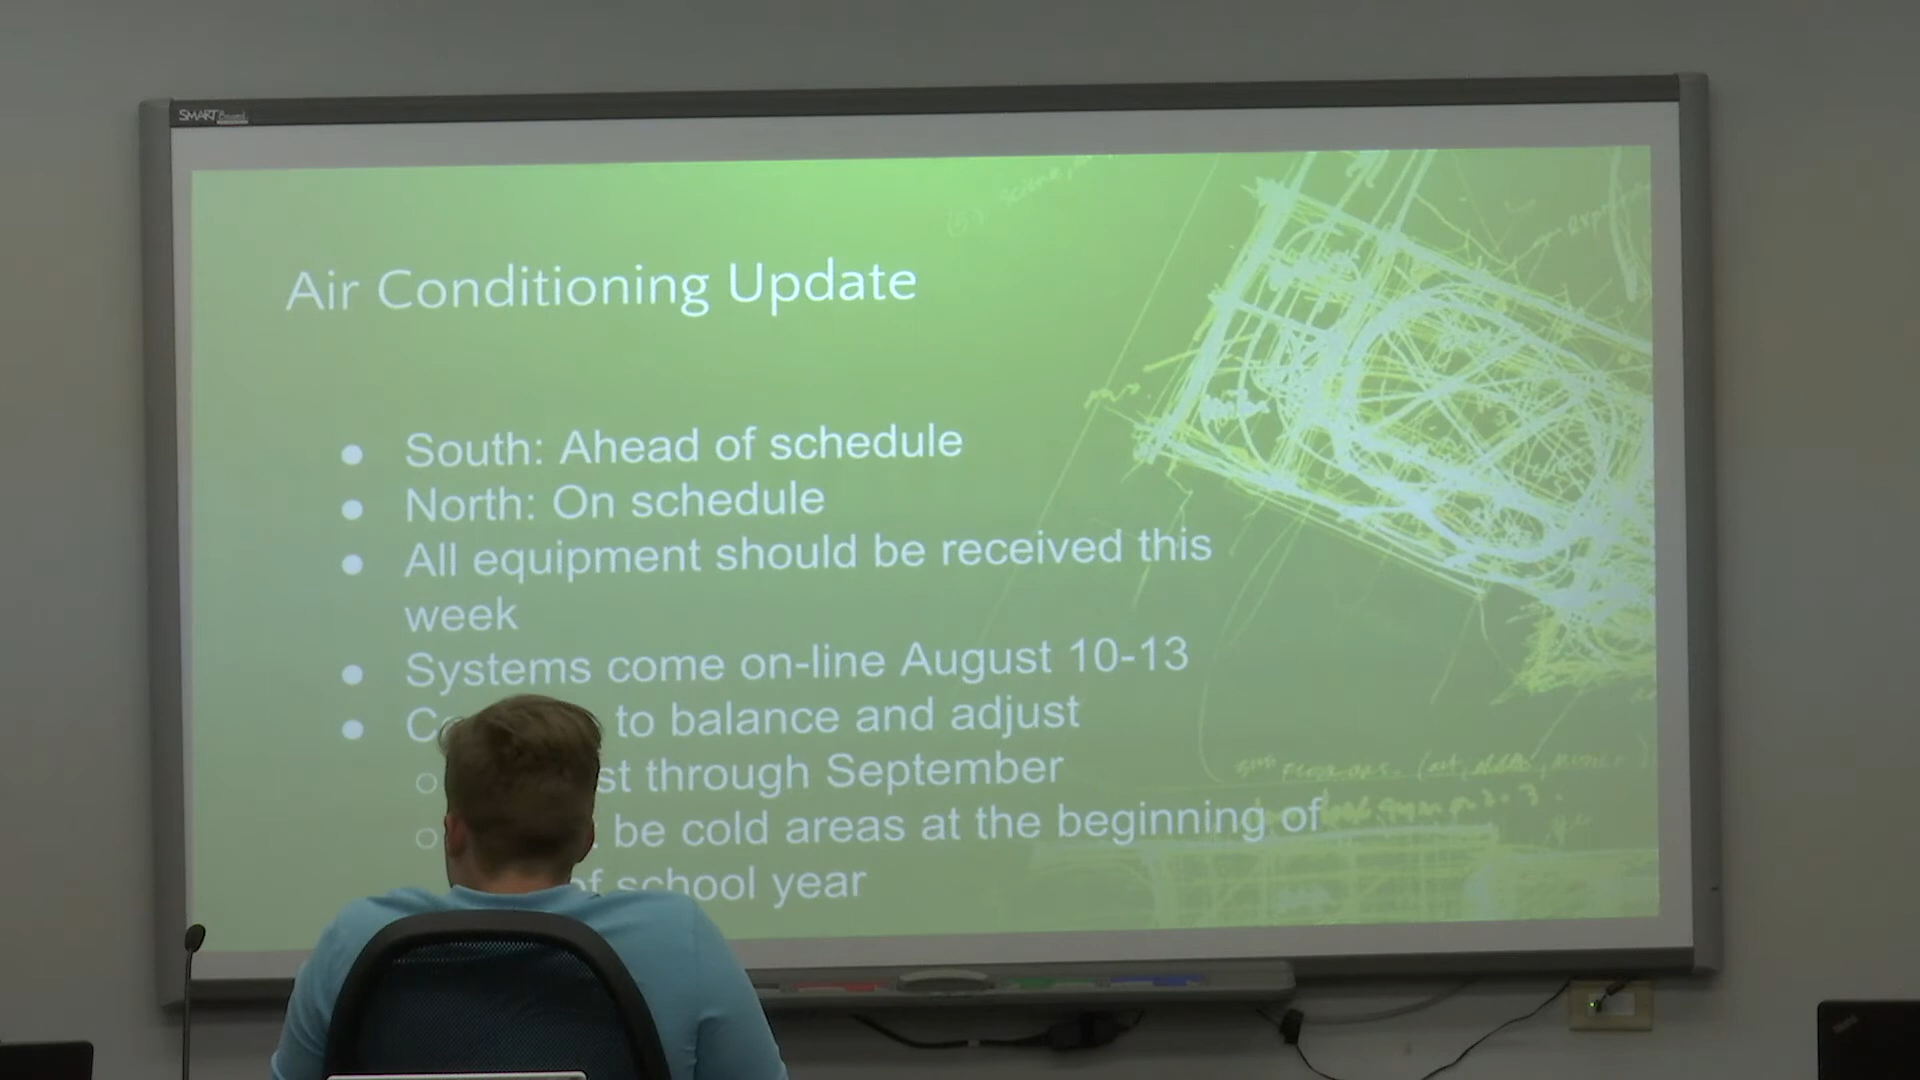 SMART Board
Air Conditioning Update
● South: Ahead of schedule
● North: On schedule
● All equipment should be received this
week
● Systems come on-line August 10-13
● to balance and adjust
○ through September
○ be cold areas at the beginning of
of school year